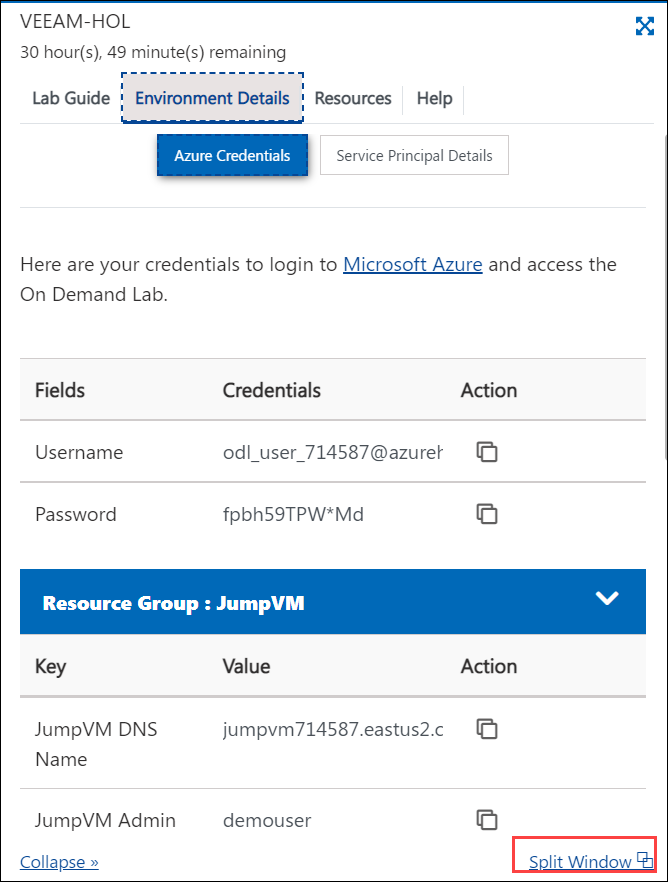 VEEAM-HOL
30 hour(s), 49 minute(s) remaining
Lab Guide Environment Details Resources Help
Azure Credentials Service Principal Details
Here are your credentials to login to Microsoft Azure and access the
On Demand Lab.
Fields Credentials Action
Username odl_user_714587@azureh
Password fpbh59TPW*Md
Resource Group : JumpVM
Key Value Action
JumpVM DNS jumpvm714587.eastus2.c
Name
JumpVM Admin demouser
Collapse » Split Window